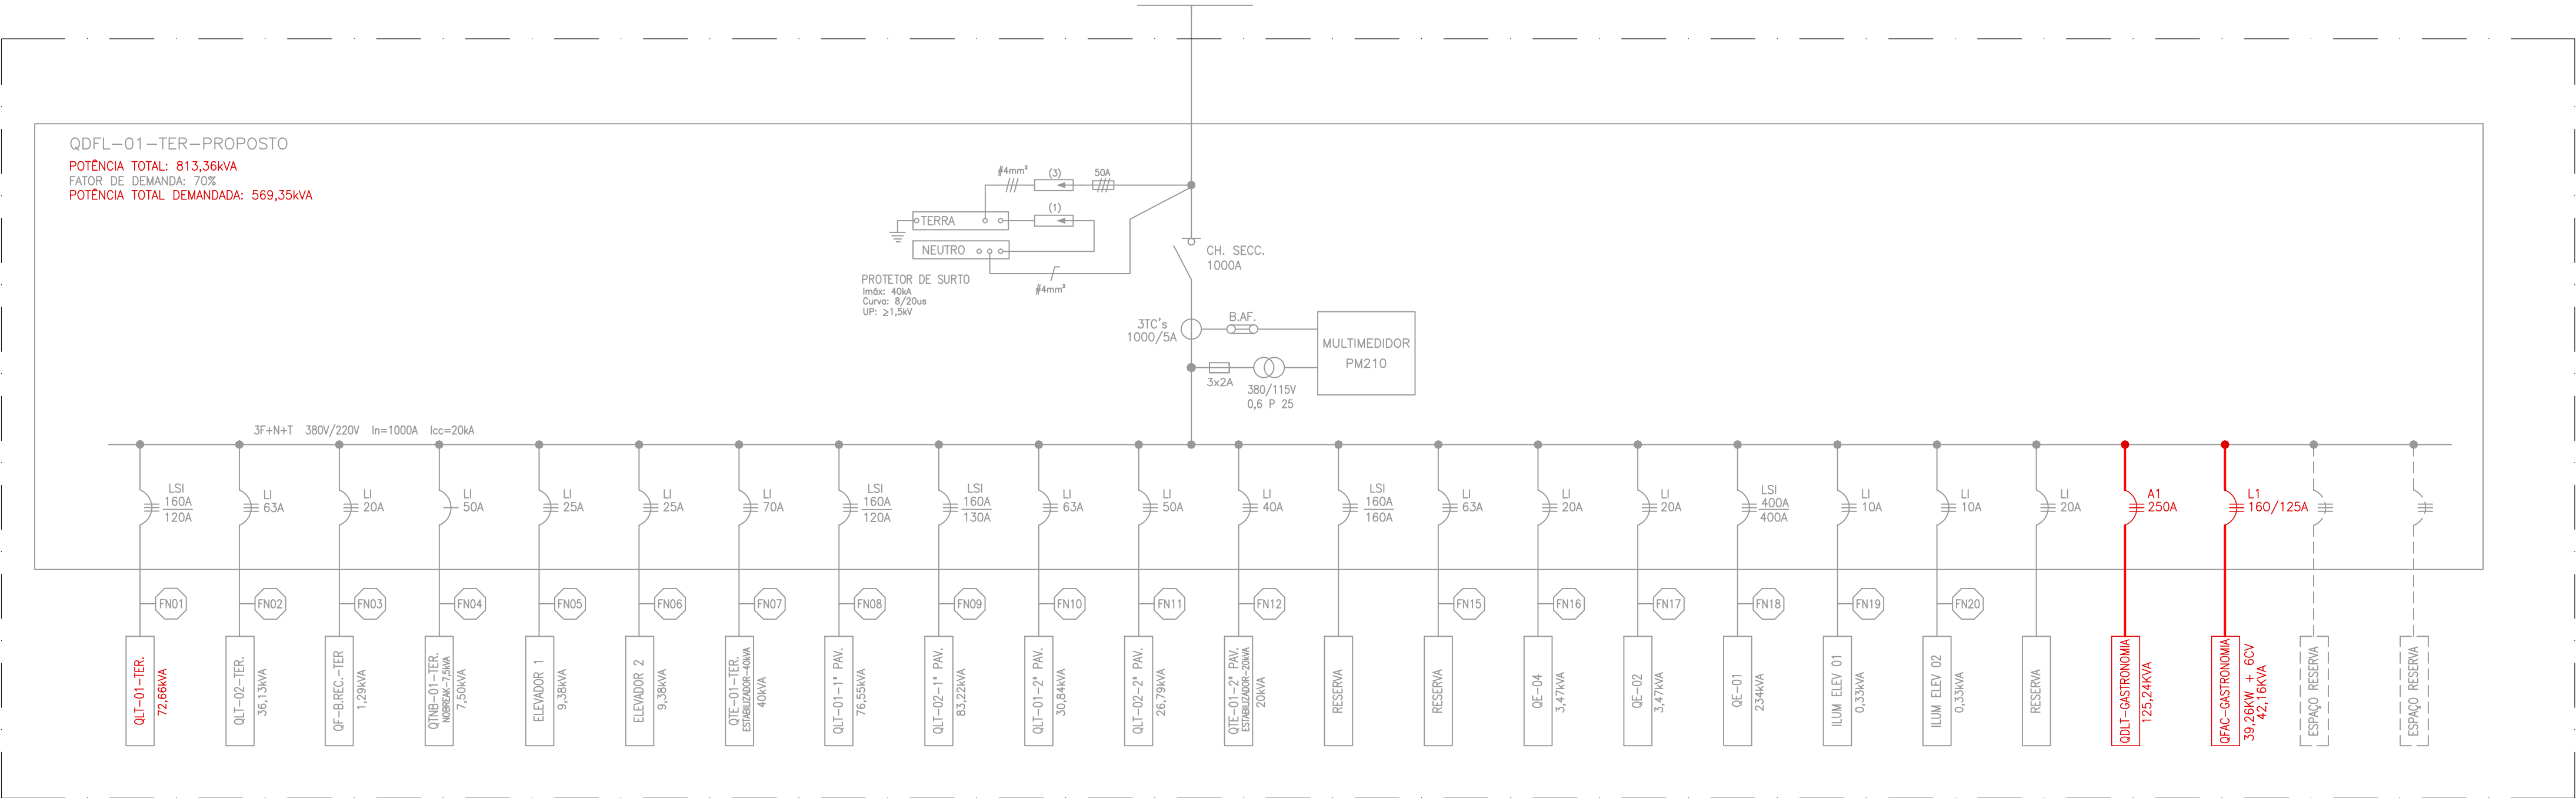 QDFL-01-TER-PROPOSTO
POTÊNCIA TOTAL: 813,36kVA
FATOR DE DEMANDA: 70%
POTÊNCIA TOTAL DEMANDADA: 569,35kVA
#4mm²
(3)
50A
(1)
TERRA
NEUTRO
#4mm²
PROTETOR DE SURTO
Imáx: 40kA
Curva: 8/20us
UP: ≥1,5kV
CH. SECC.
1000A
3TC's
1000/5A
B.AF.
MULTIMEDIDOR
PM210
3x2A
380/115V
0,6 P 25
3F+N+T 380V/220V In=1000A Icc=20kA
LSI
160A
120A
LI
63A
LI
20A
LI
50A
LI
25A
LI
25A
LI
70A
LSI
160A
120A
LSI
160A
130A
LI
63A
LI
50A
LI
40A
LSI
160A
160A
LI
63A
LI
20A
LI
20A
LSI
400A
400A
LI
10A
LI
10A
LI
20A
A1
250A
L1
160/125A
FN01
FN02
FN03
FN04
FN05
FN06
FN07
FN08
FN09
FN10
FN11
FN12
FN15
FN16
FN17
FN18
FN19
FN20
QLT-01-TER.
72,66kVA
QLT-02-TER.
36,13kVA
QF-B.REC.-TER
1,29kVA
QTNB-01-TER.
NOBREAK-7,5kVA
7,50kVA
ELEVADOR 1
9,38kVA
ELEVADOR 2
9,38kVA
QTE-01-TER.
ESTABILIZADOR-40kVA
40kVA
QLT-01-1º PAV.
76,55kVA
QLT-02-1º PAV.
83,22kVA
QLT-01-2º PAV.
30,84kVA
QLT-02-2º PAV.
26,79kVA
QTE-01-2º PAV.
ESTABILIZADOR-20kVA
20kVA
RESERVA
RESERVA
QE-04
3,47kVA
QE-02
3,47kVA
QE-01
234kVA
ILUM ELEV 01
0,33kVA
ILUM ELEV 02
0,33kVA
RESERVA
QDLT-GASTRONOMIA
125,24KVA
QFAC-GASTRONOMIA
39,26KW + 6CV
42,16KVA
ESPAÇO RESERVA
ESPAÇO RESERVA